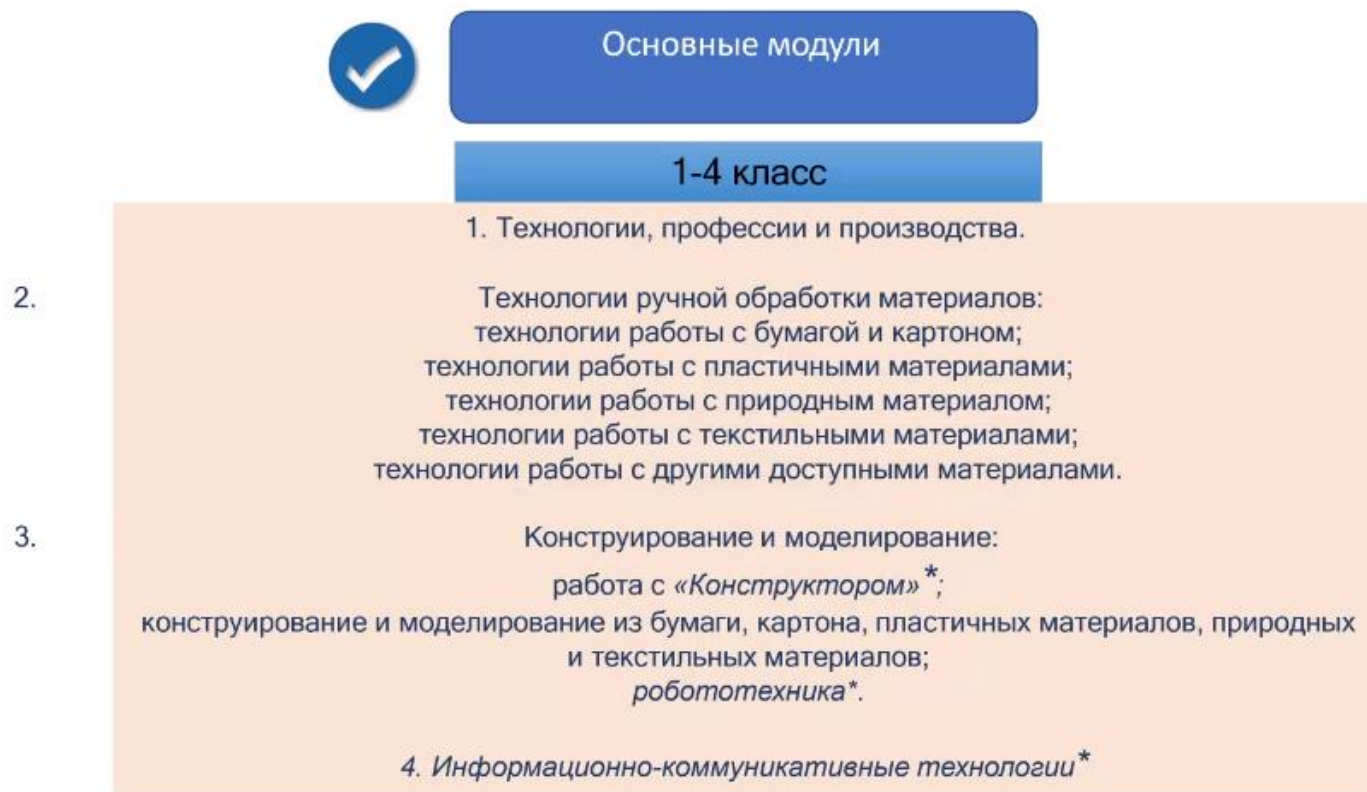 Основные модули
1-4 класс
1. Технологии, профессии и производства.
2. Технологии ручной обработки материалов:
технологии работы с бумагой и картоном;
технологии работы с пластичными материалами;
технологии работы с природным материалом;
технологии работы с текстильными материалами;
технологии работы с другими доступными материалами.
3. Конструирование и моделирование:
работа с «Конструктором»*;
конструирование и моделирование из бумаги, картона, пластичных материалов, природных
и текстильных материалов;
робототехника*.
4. Информационно-коммуникативные технологии*